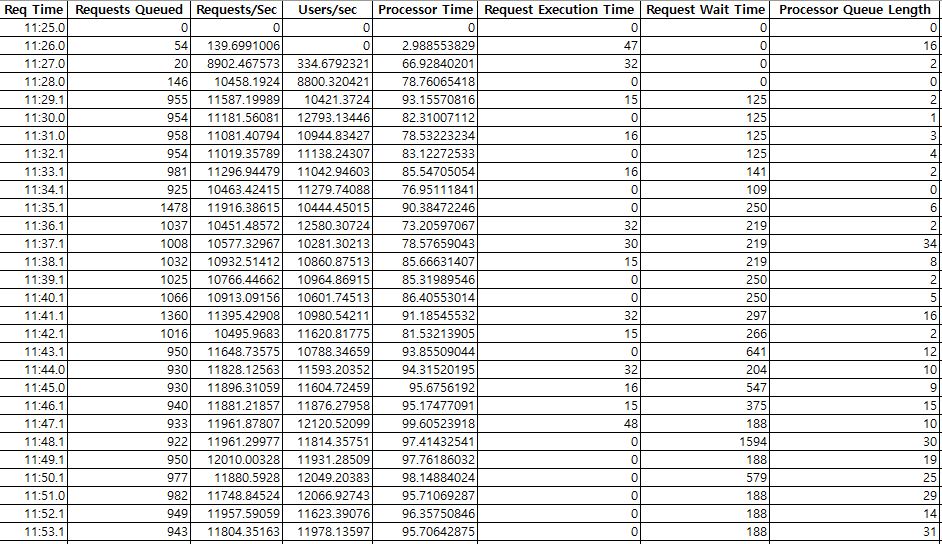 Req Time Requests Queued Requests/Sec Users/sec Processor Time Request Execution Time Request Wait Time Processor Queue Length
11:25.0 0 0 0 0 0 0 0
11:26.0 54 139.6991006 0 2.988553829 47 0 16
11:27.0 20 8902.467573 334.6792321 66.92840201 32 0 2
11:28.0 146 10458.1924 8800.320421 78.76065418 0 0 0
11:29.1 955 11587.19989 10421.3724 93.15570816 15 125 2
11:30.0 954 11181.56081 12793.13446 82.31007112 0 125 1
11:31.0 958 11081.40794 10944.83427 78.53223234 16 125 3
11:32.1 954 11019.35789 11138.24307 83.12272533 0 125 4
11:33.1 981 11296.94479 11042.94603 85.54705054 16 141 2
11:34.1 925 10463.42415 11279.74088 76.95111841 0 109 0
11:35.1 1478 11916.38615 10444.45015 90.38472246 0 250 6
11:36.1 1037 10451.48572 12580.30724 73.20597067 32 219 2
11:37.1 1008 10577.32967 10281.30213 78.57659043 30 219 34
11:38.1 1032 10932.51412 10860.87513 85.66631407 15 219 8
11:39.1 1025 10766.44662 10964.86915 85.31989546 0 250 2
11:40.1 1066 10913.09156 10601.74513 86.40553014 0 250 5
11:41.1 1360 11395.42908 10980.54211 91.18545532 32 297 16
11:42.1 1016 10495.9683 11620.81775 81.53213905 15 266 2
11:43.1 950 11648.73575 10788.34659 93.85509044 0 641 12
11:44.0 930 11828.12563 11593.20352 94.31520195 32 204 10
11:45.0 930 11896.31059 11604.72459 95.6756192 16 547 9
11:46.1 940 11881.21857 11876.27958 95.17477091 15 375 15
11:47.1 933 11961.87807 12120.52099 99.60523918 48 188 10
11:48.1 922 11961.29977 11814.35751 97.41432541 0 1594 30
11:49.1 950 12010.00328 11931.28509 97.76186032 0 188 19
11:50.1 977 11880.5928 12049.20383 98.14884024 0 579 25
11:51.0 982 11748.84524 12066.92743 95.71069287 0 188 29
11:52.1 949 11957.59059 11623.39076 96.35750846 0 188 14
11:53.1 943 11804.35163 11978.13597 95.70642875 0 188 31